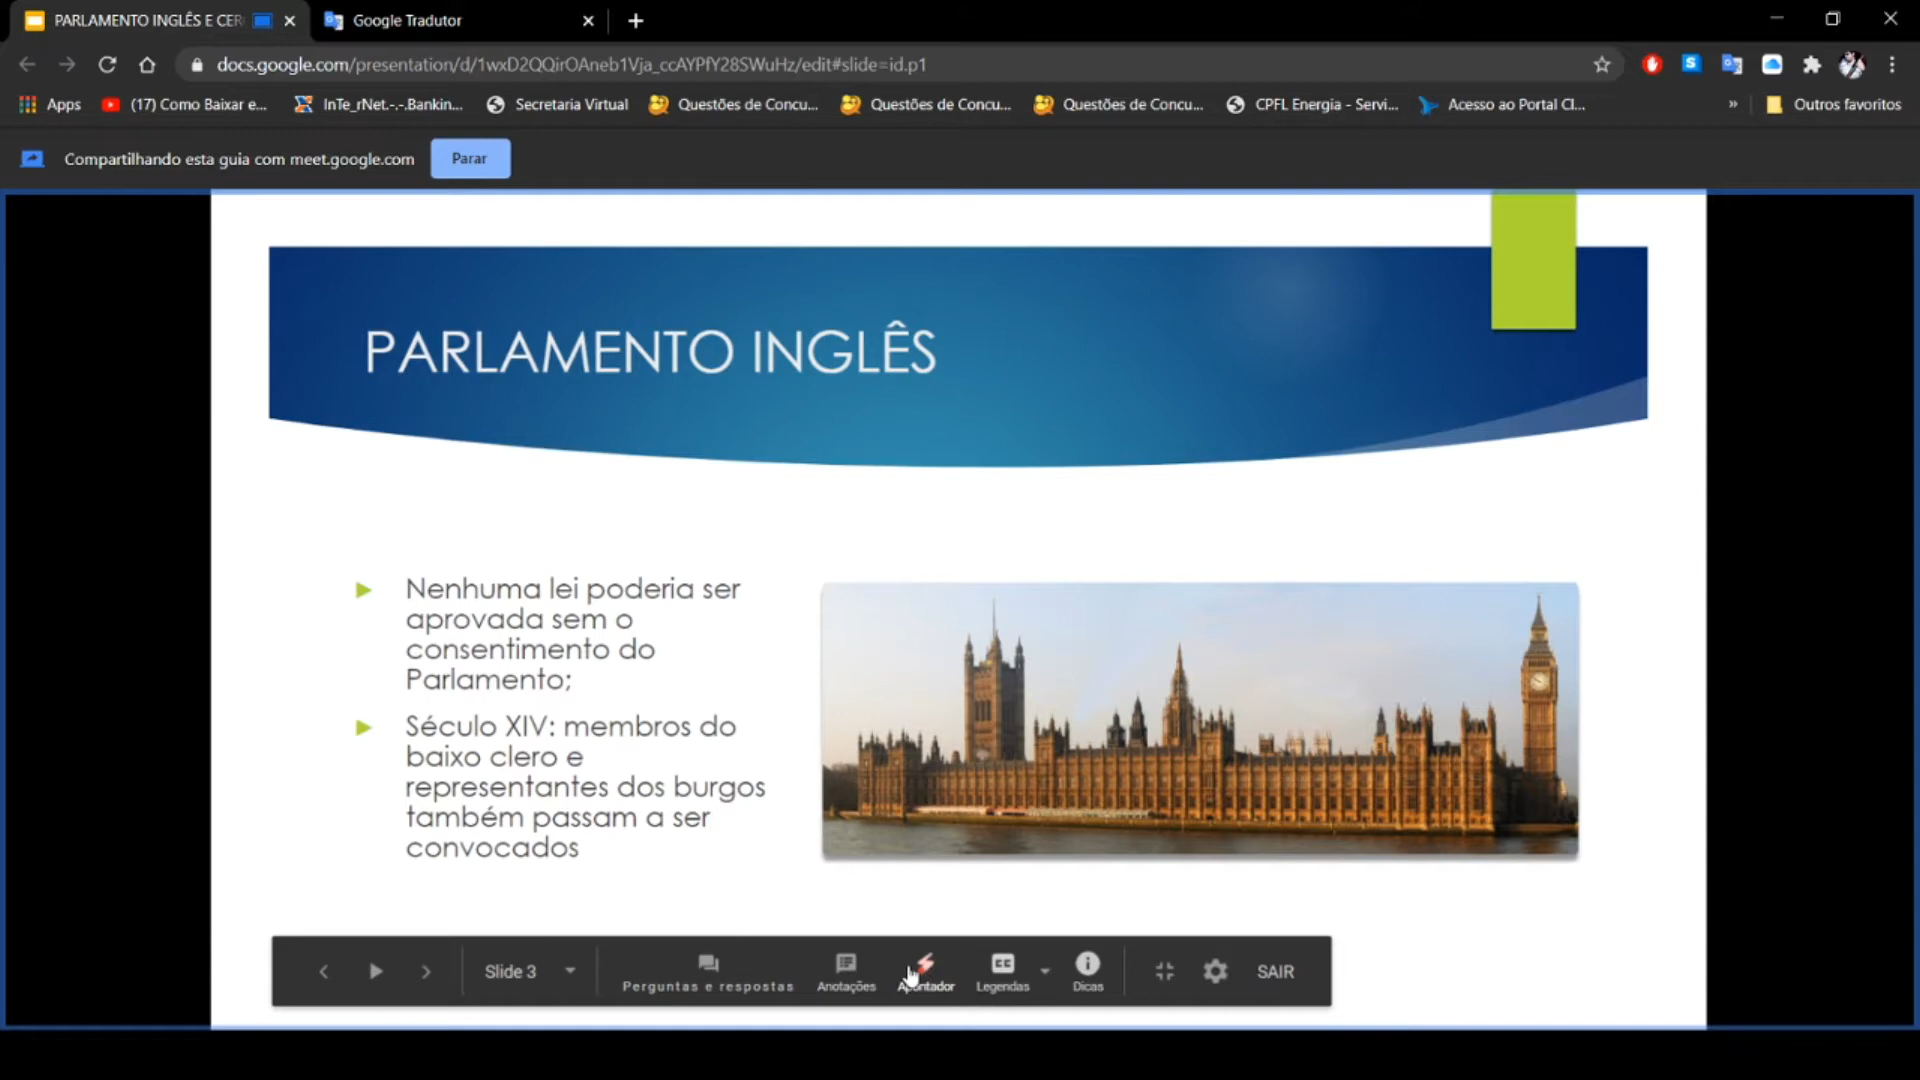 PARLAMENTO INGLÊS E CER
Google Tradutor
docs.google.com/presentation/d/1wxD2QQirOAneb1Vja_ccAYPfY28SWuHz/edit#slide=id.p1
Apps
(17) Como Baixar e...
InTe_rNet.-.-.Bankin...
Secretaria Virtual
Questões de Concu...
Questões de Concu...
Questões de Concu...
CPFL Energia - Servi...
Acesso ao Portal Cl...
»
Outros favoritos
Compartilhando esta guia com meet.google.com
Parar
PARLAMENTO INGLÊS
Nenhuma lei poderia ser
aprovada sem o
consentimento do
Parlamento;
Século XIV: membros do
baixo clero e
representantes dos burgos
também passam a ser
convocados
Slide 3
Perguntas e respostas
Anotações
Apontador
CC
Legendas
Dicas
SAIR